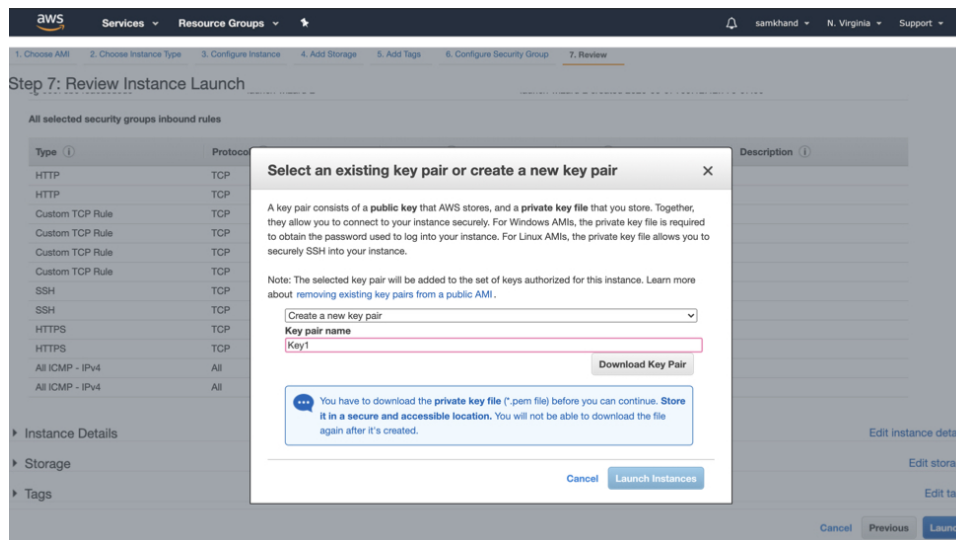 aws Services Resource Groups samkhand N. Virginia Support
1. Choose AMI 2. Choose Instance Type 3. Configure Instance 4. Add Storage 5. Add Tags 6. Configure Security Group 7. Review
Step 7: Review Instance Launch
All selected security groups inbound rules
Type Protocol Description
HTTP TCP
HTTP TCP
Custom TCP Rule TCP
Custom TCP Rule TCP
Custom TCP Rule TCP
Custom TCP Rule TCP
SSH TCP
SSH TCP
HTTPS TCP
HTTPS TCP
All ICMP - IPv4 All
All ICMP - IPv4 All
Select an existing key pair or create a new key pair
A key pair consists of a public key that AWS stores, and a private key file that you store. Together,
they allow you to connect to your instance securely. For Windows AMIs, the private key file is required
to obtain the password used to log into your instance. For Linux AMIs, the private key file allows you to
securely SSH into your instance.
Note: The selected key pair will be added to the set of keys authorized for this instance. Learn more
about removing existing key pairs from a public AMI.
Create a new key pair
Key pair name
Key1
Download Key Pair
You have to download the private key file (*.pem file) before you can continue. Store
it in a secure and accessible location. You will not be able to download the file
again after it's created.
Cancel Launch Instances
Instance Details Edit instance deta
Storage Edit stora
Tags Edit ta
Cancel Previous Launc